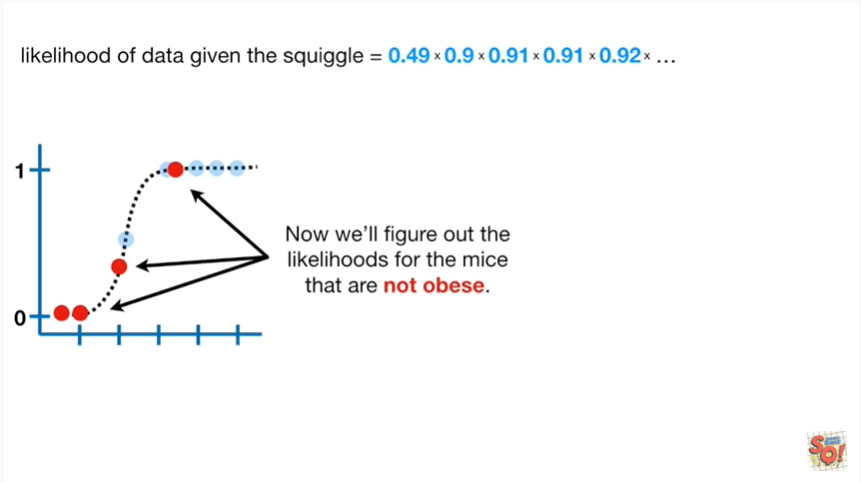 likelihood of data given the squiggle = 0.49 × 0.9 × 0.91 × 0.91 × 0.92 × …
1
Now we'll figure out the
likelihoods for the mice
that are not obese.
0